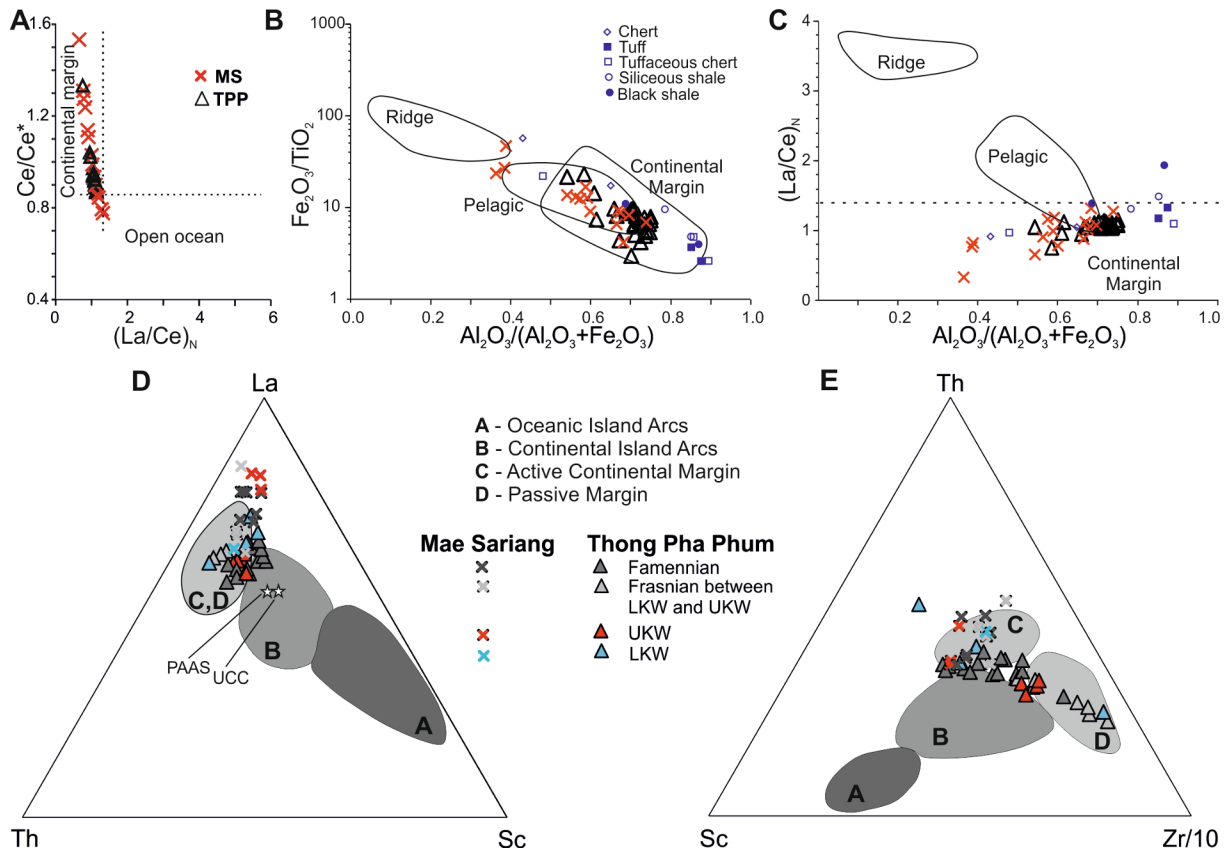 A
1.6
1.2
0.8
0.4
Ce/Ce*
Continental margin
MS
TPP
Open ocean
0 2 4 6
(La/Ce)N
B
1000
100
10
1
Fe2O3/TiO2
Chert
Tuff
Tuffaceous chert
Siliceous shale
Black shale
Ridge
Continental
Margin
Pelagic
0.0 0.2 0.4 0.6 0.8 1.0
Al2O3/(Al2O3+Fe2O3)
C
4
3
2
1
0
(La/Ce)N
Ridge
Pelagic
Continental
Margin
0.0 0.2 0.4 0.6 0.8 1.0
Al2O3/(Al2O3+Fe2O3)
D
La
C,D
B
A
PAAS
UCC
Th
Sc
A - Oceanic Island Arcs
B - Continental Island Arcs
C - Active Continental Margin
D - Passive Margin
Mae Sariang Thong Pha Phum
Famennian
Frasnian between
LKW and UKW
UKW
LKW
E
Th
C
B
D
A
Sc
Zr/10